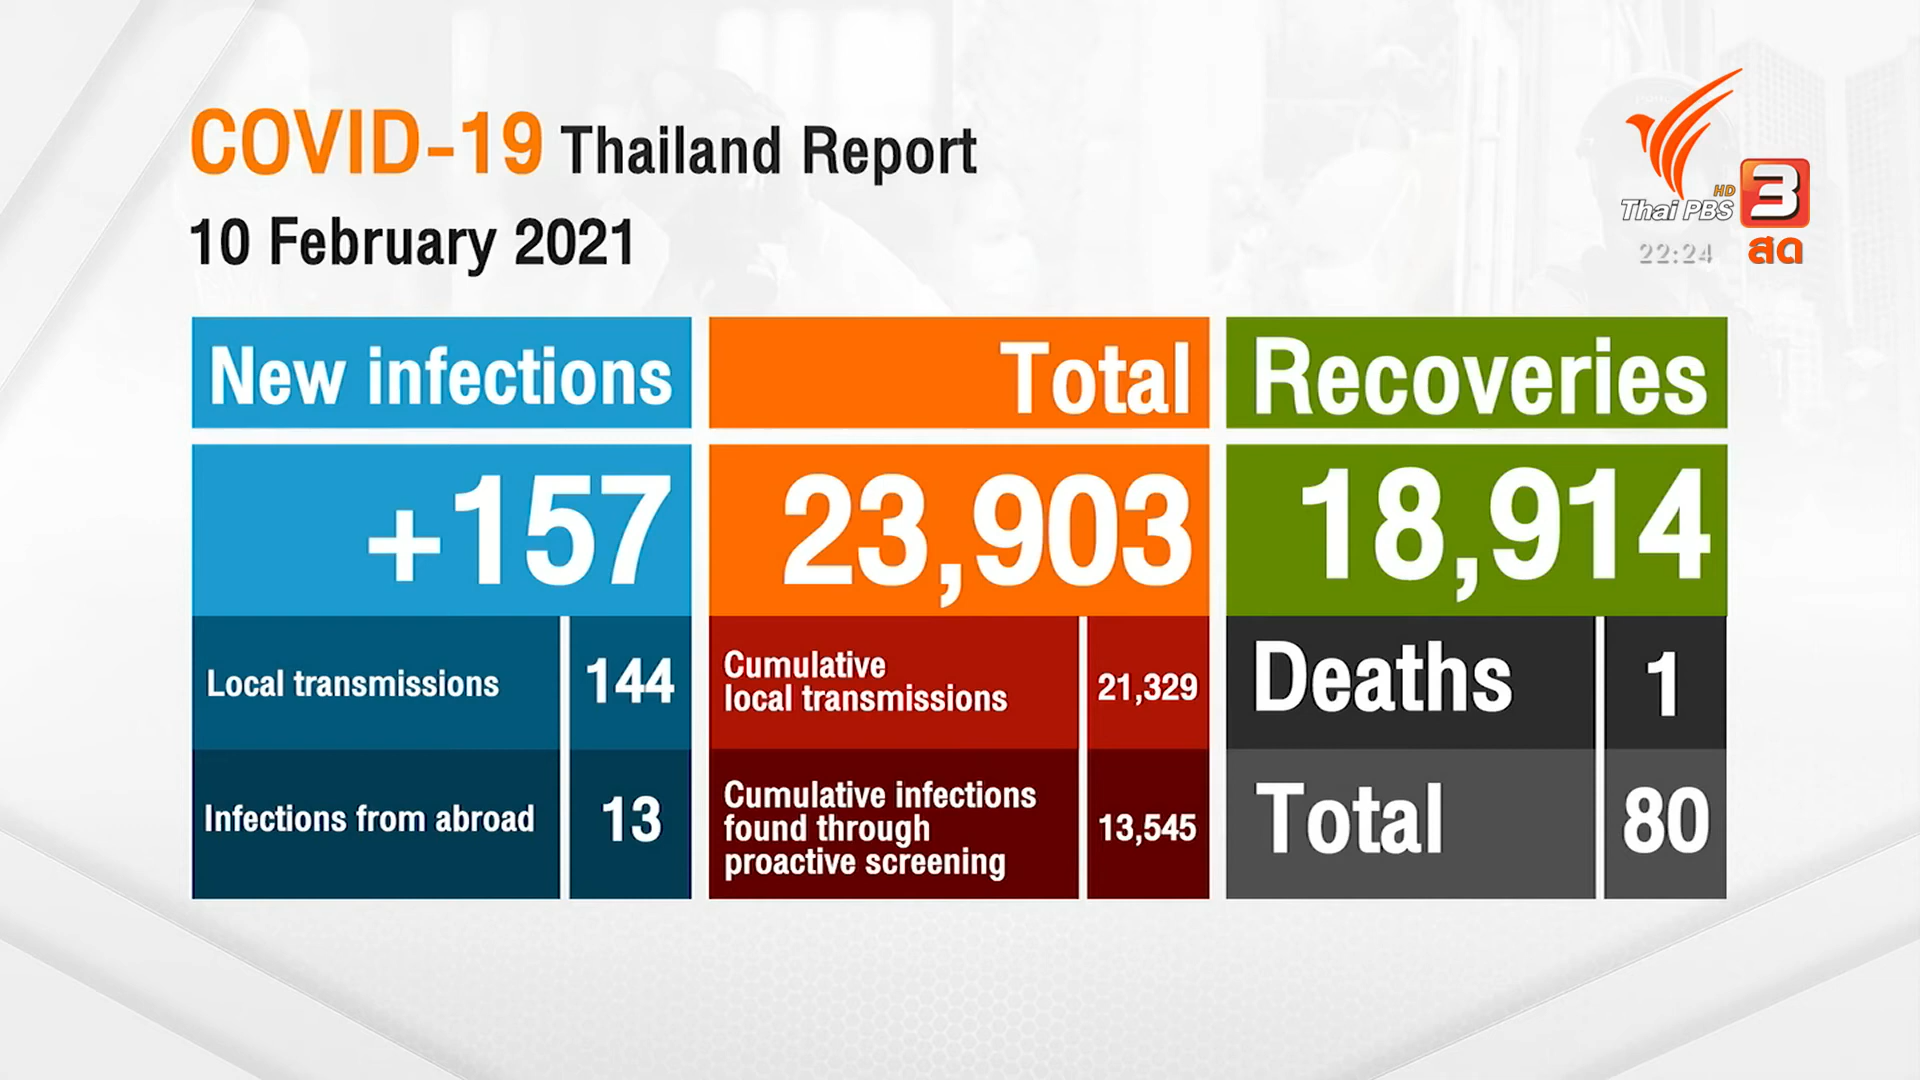 COVID-19 Thailand Report
10 February 2021
HD
Thai PBS 3
22:24 สด
New infections
+157
Local transmissions 144
Infections from abroad 13
Total
23,903
Cumulative
local transmissions 21,329
Cumulative infections
found through
proactive screening 13,545
Recoveries
18,914
Deaths 1
Total 80